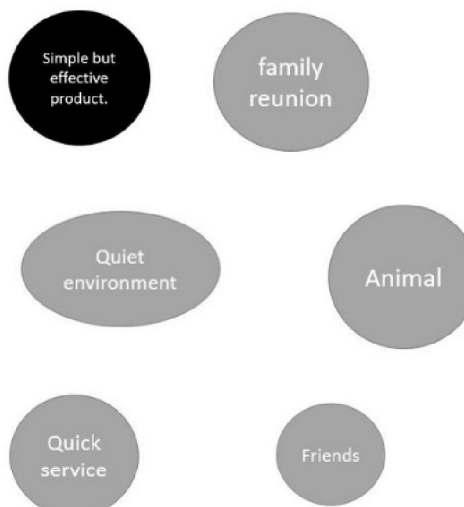 Simple but
effective
product.
family
reunion
Quiet
environment
Animal
Quick
service
Friends